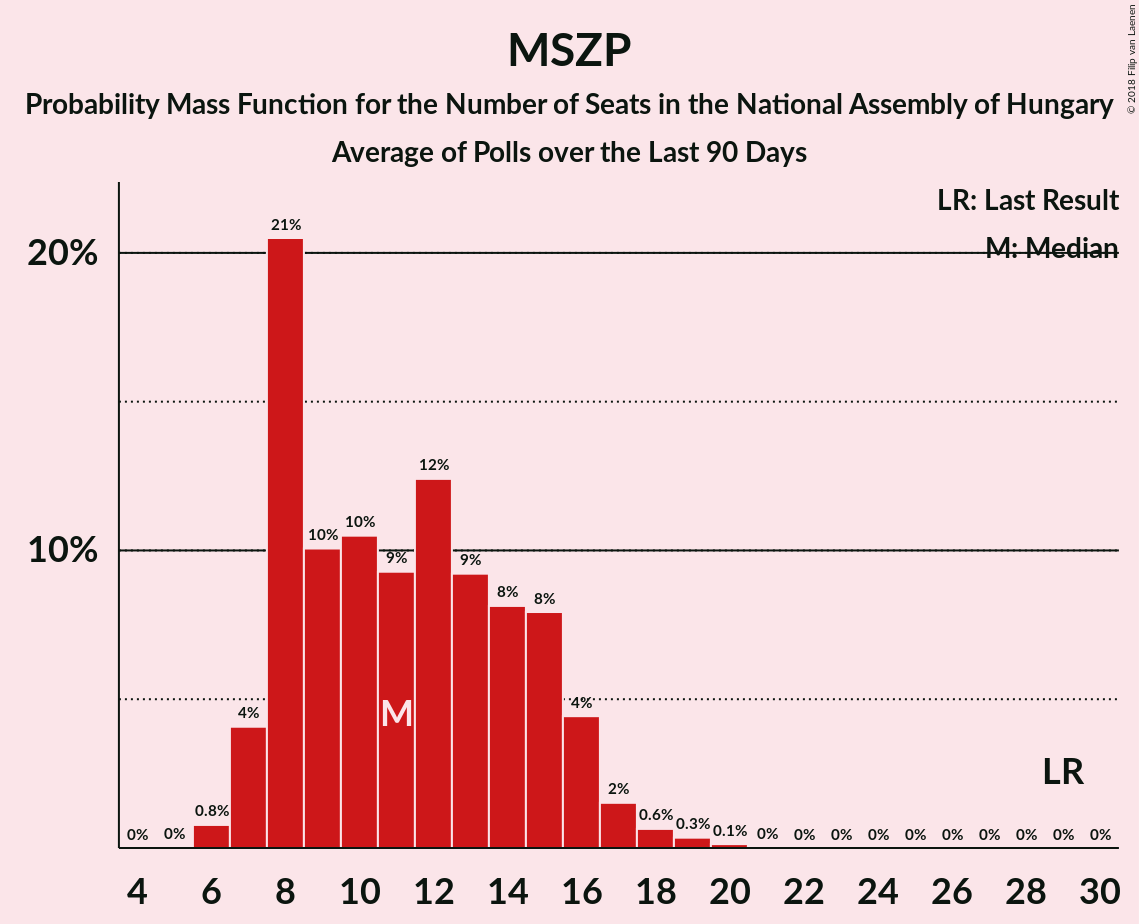 MSZP
Probability Mass Function for the Number of Seats in the National Assembly of Hungary
Average of Polls over the Last 90 Days
© 2018 Filip van Laenen
LR: Last Result
M: Median
20%
10%
0% 0% 0.8% 4% 21% 10% 10% 9% 12% 9% 8% 8% 4% 2% 0.6% 0.3% 0.1% 0% 0% 0% 0% 0% 0% 0% 0% 0% 0%
M
LR
4 6 8 10 12 14 16 18 20 22 24 26 28 30